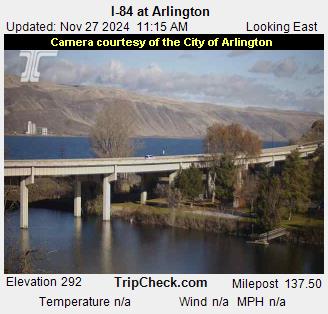 I-84 at Arlington
Updated: Nov 27 2024 11:15 AM Looking East
Camera courtesy of the City of Arlington
Elevation 292 TripCheck.com Milepost 137.50
Temperature n/a Wind n/a MPH n/a